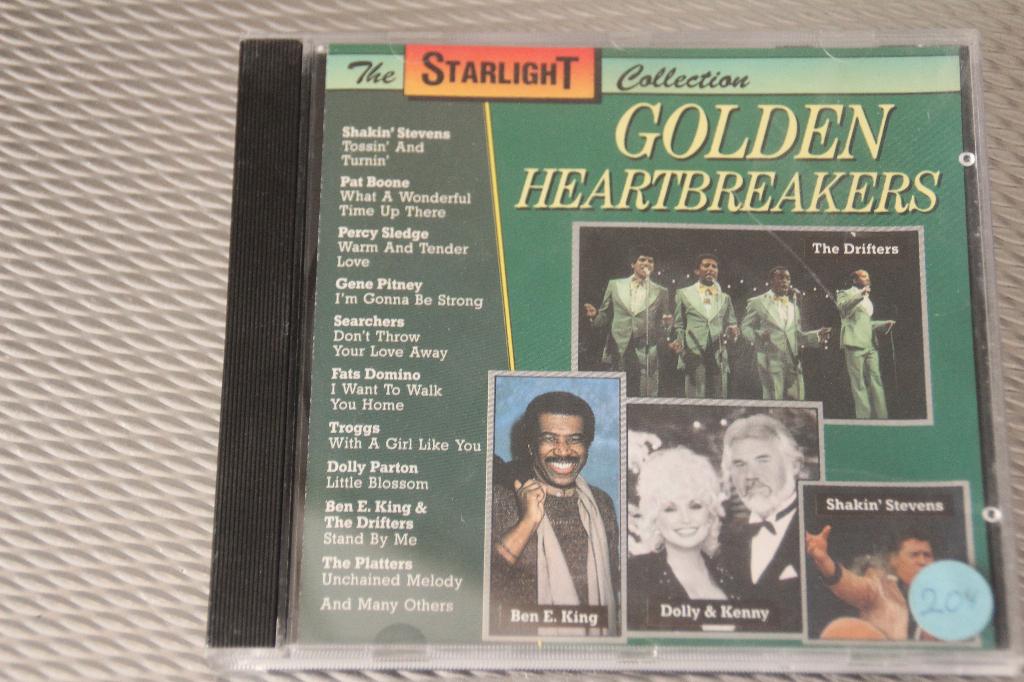 The STARLIGHT Collection
GOLDEN
HEARTBREAKERS
Shakin' Stevens
Tossin' And
Turnin'
Pat Boone
What A Wonderful
Time Up There
Percy Sledge
Warm And Tender
Love
Gene Pitney
I'm Gonna Be Strong
Searchers
Don't Throw
Your Love Away
Fats Domino
I Want To Walk
You Home
Troggs
With A Girl Like You
Dolly Parton
Little Blossom
Ben E. King &
The Drifters
Stand By Me
The Platters
Unchained Melody
And Many Others
The Drifters
Ben E. King
Dolly & Kenny
Shakin' Stevens